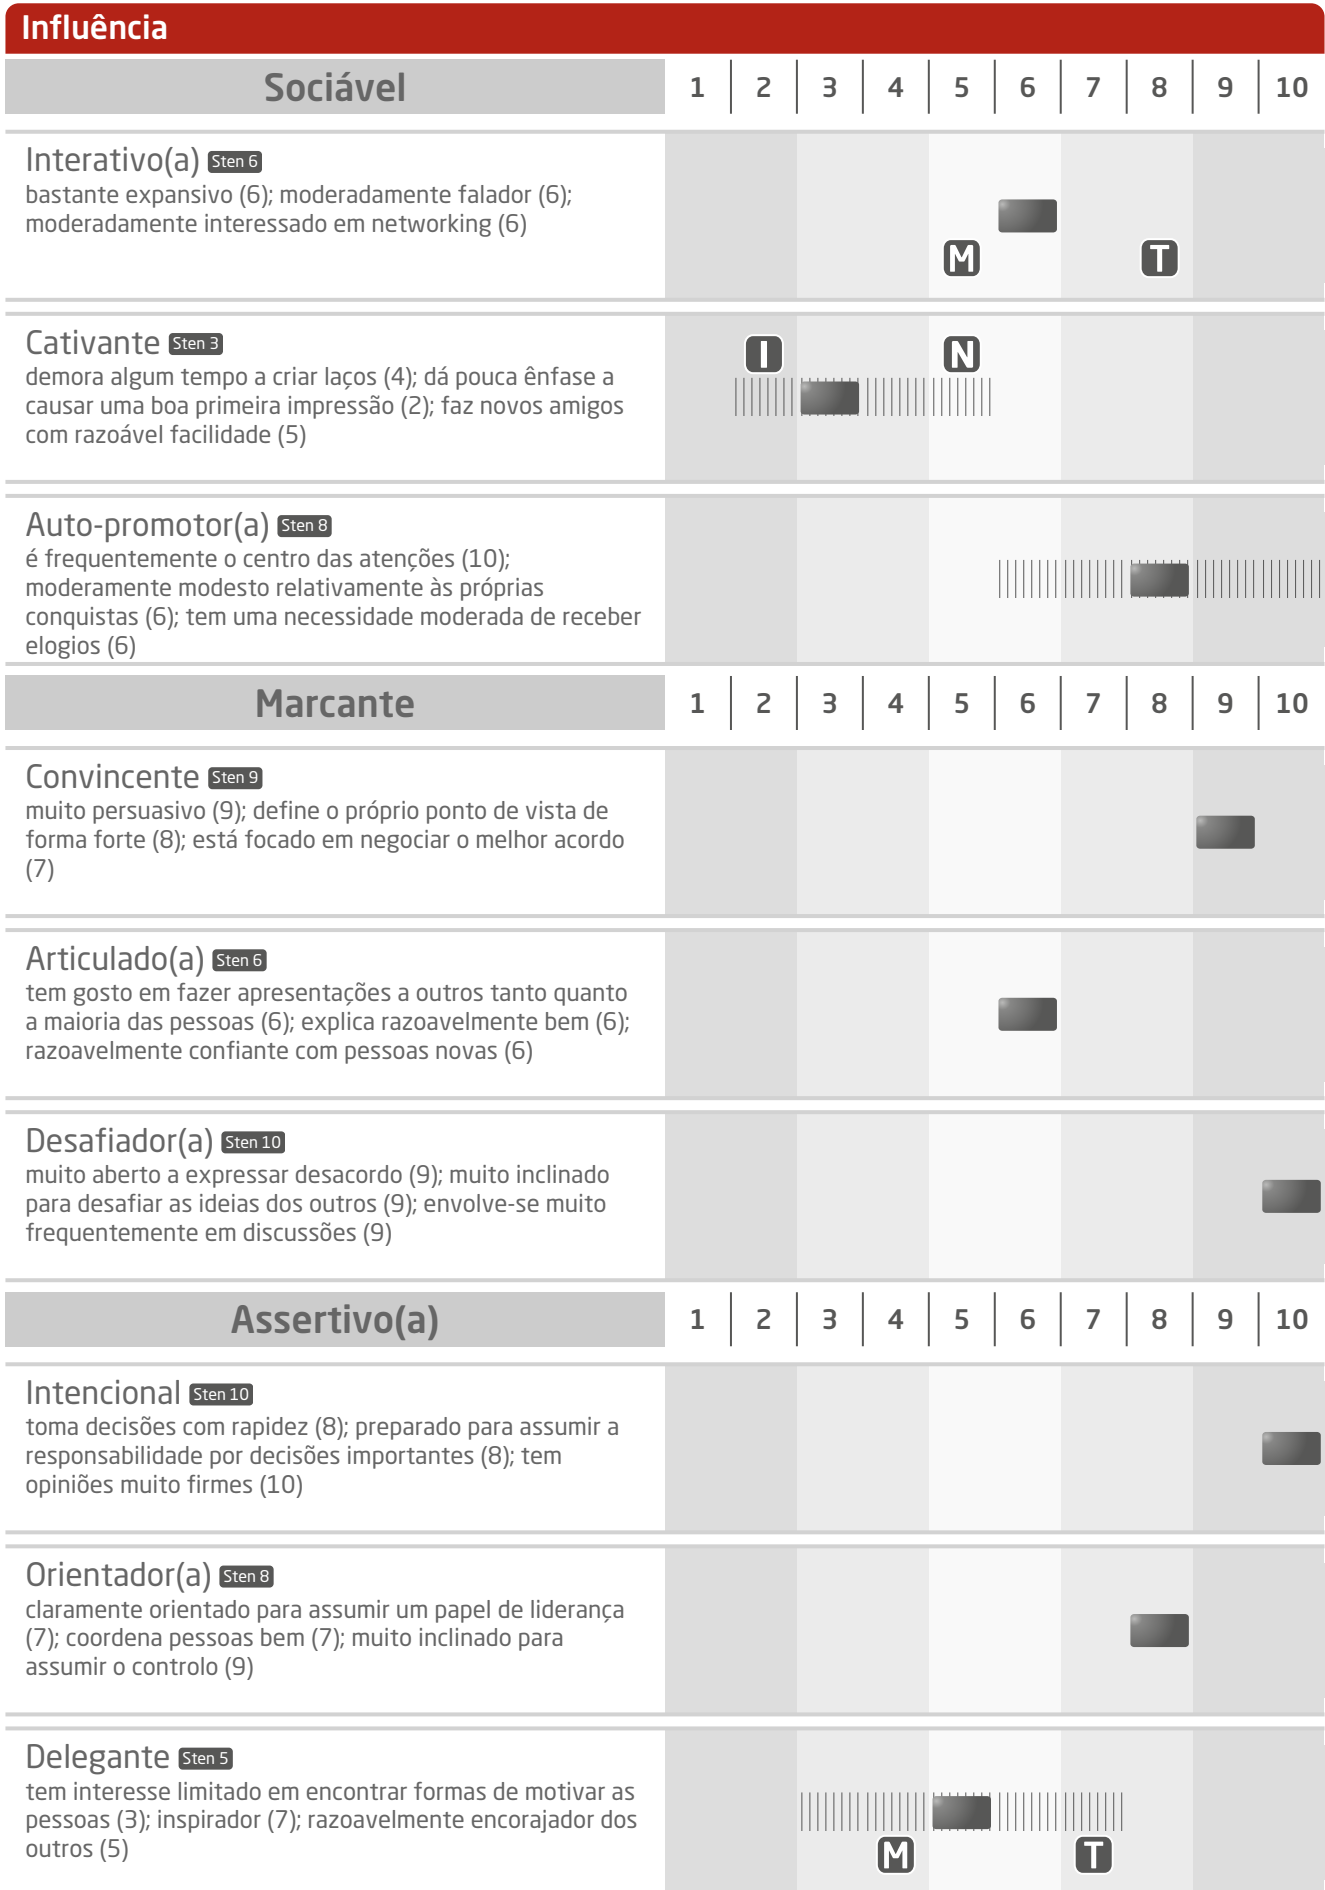 Influência
Sociável 1 2 3 4 5 6 7 8 9 10
Interativo(a) Sten 6
bastante expansivo (6); moderadamente falador (6);
moderadamente interessado em networking (6)
M T
Cativante Sten 3
I N
demora algum tempo a criar laços (4); dá pouca ênfase a
causar uma boa primeira impressão (2); faz novos amigos
com razoável facilidade (5)
Auto-promotor(a) Sten 8
é frequentemente o centro das atenções (10);
moderamente modesto relativamente às próprias
conquistas (6); tem uma necessidade moderada de receber
elogios (6)
Marcante 1 2 3 4 5 6 7 8 9 10
Convincente Sten 9
muito persuasivo (9); define o próprio ponto de vista de
forma forte (8); está focado em negociar o melhor acordo
(7)
Articulado(a) Sten 6
tem gosto em fazer apresentações a outros tanto quanto
a maioria das pessoas (6); explica razoavelmente bem (6);
razoavelmente confiante com pessoas novas (6)
Desafiador(a) Sten 10
muito aberto a expressar desacordo (9); muito inclinado
para desafiar as ideias dos outros (9); envolve-se muito
frequentemente em discussões (9)
Assertivo(a) 1 2 3 4 5 6 7 8 9 10
Intencional Sten 10
toma decisões com rapidez (8); preparado para assumir a
responsabilidade por decisões importantes (8); tem
opiniões muito firmes (10)
Orientador(a) Sten 8
claramente orientado para assumir um papel de liderança
(7); coordena pessoas bem (7); muito inclinado para
assumir o controlo (9)
Delegante Sten 5
tem interesse limitado em encontrar formas de motivar as
pessoas (3); inspirador (7); razoavelmente encorajador dos
outros (5)
M T